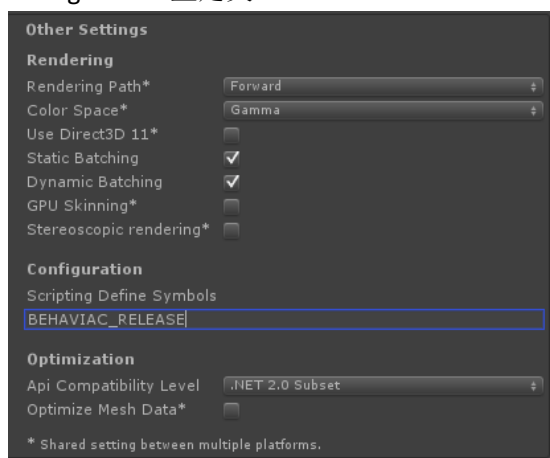 Other Settings
Rendering
Rendering Path* Forward
Color Space* Gamma
Use Direct3D 11*
Static Batching
Dynamic Batching
GPU Skinning*
Stereoscopic rendering*
Configuration
Scripting Define Symbols
BEHAVIAC_RELEASE
Optimization
Api Compatibility Level .NET 2.0 Subset
Optimize Mesh Data*
* Shared setting between multiple platforms.